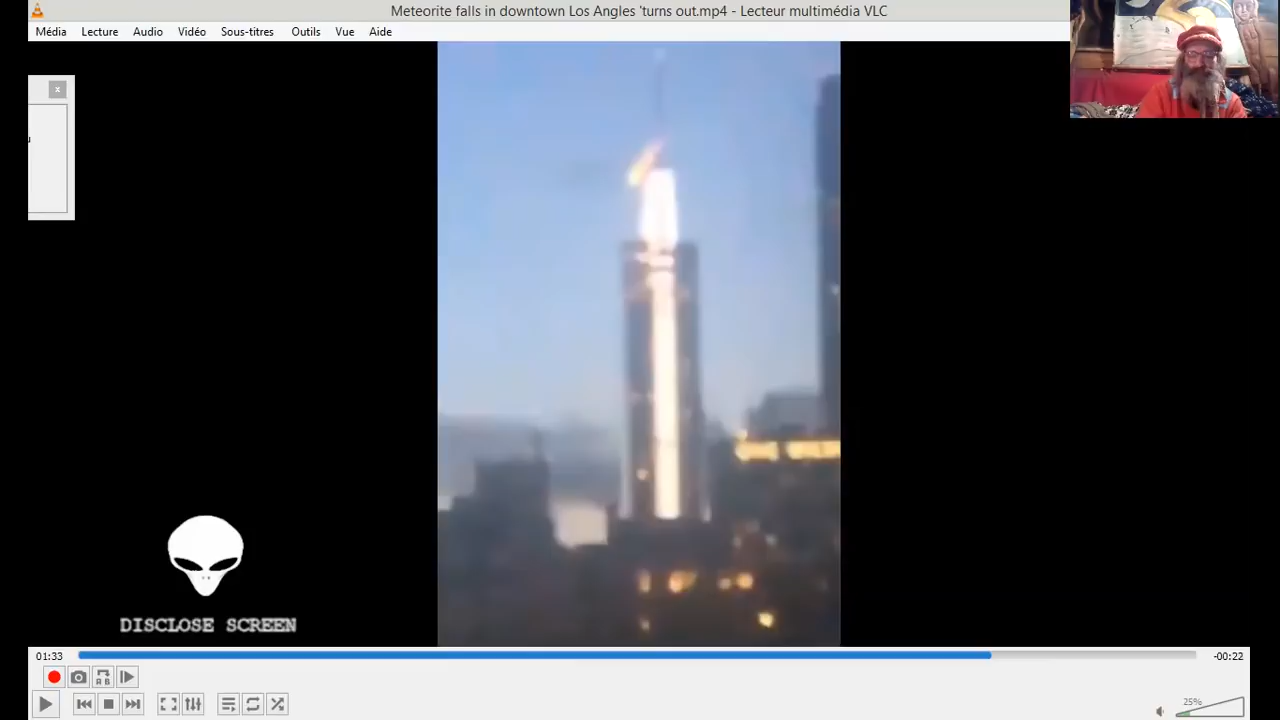 Meteorite falls in downtown Los Angles 'turns out.mp4 - Lecteur multimédia VLC
Média Lecture Audio Vidéo Sous-titres Outils Vue Aide
x
u
DISCLOSE SCREEN
01:33
-00:22
A B
25%